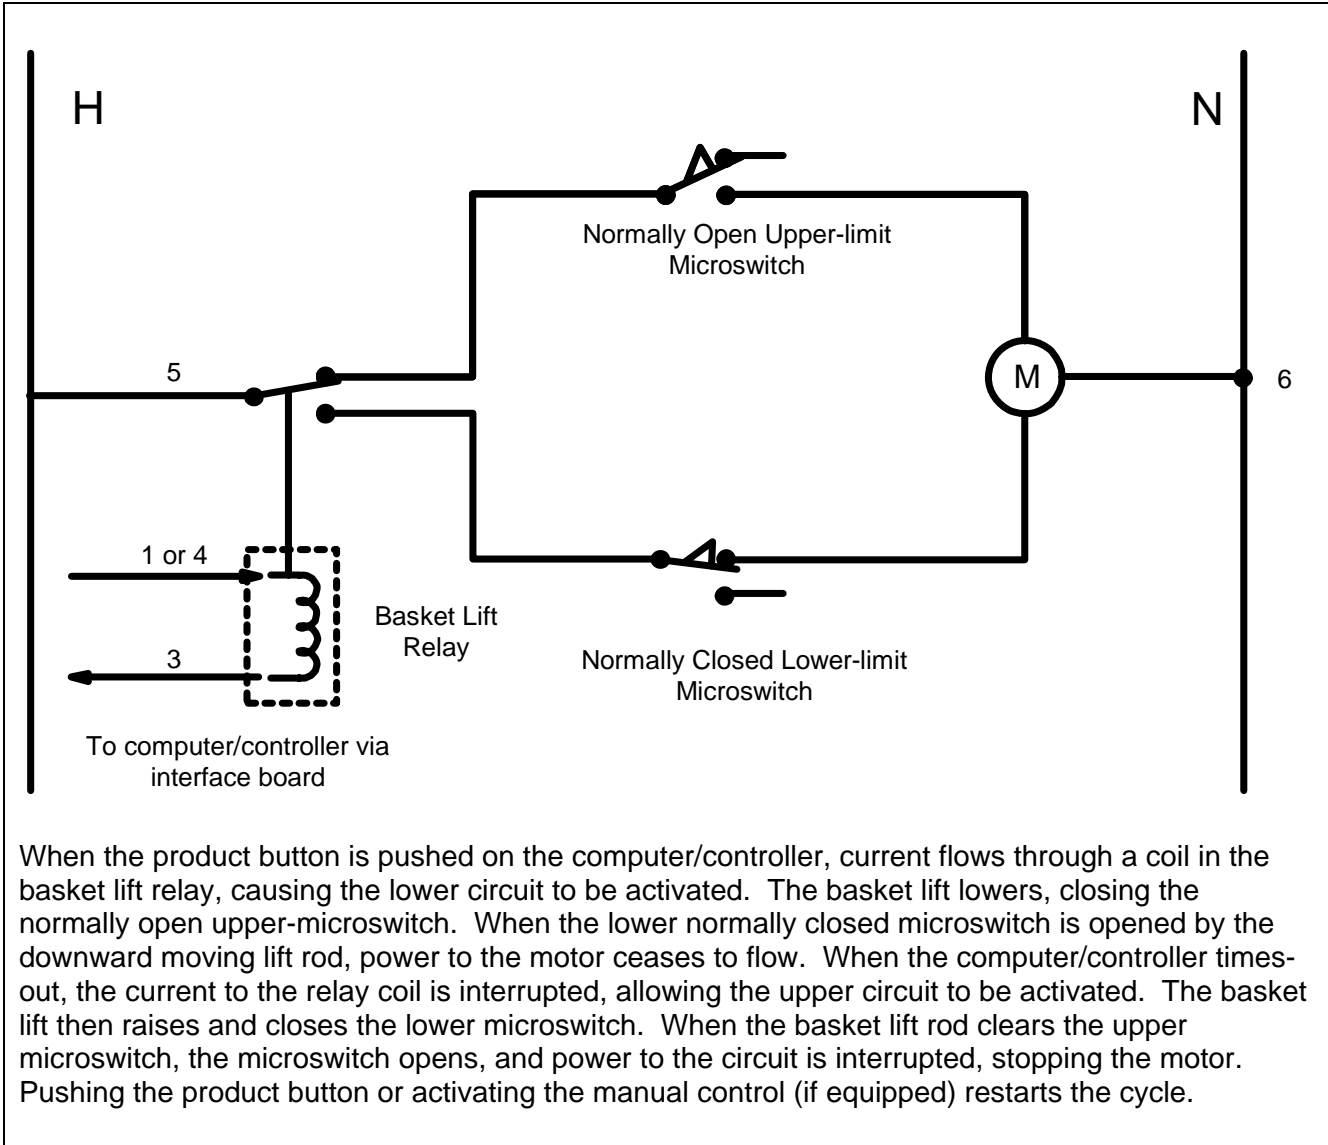 H
N
Normally Open Upper-limit
Microswitch
5
M
6
1 or 4
Basket Lift
Relay
3
Normally Closed Lower-limit
Microswitch
To computer/controller via
interface board
When the product button is pushed on the computer/controller, current flows through a coil in the
basket lift relay, causing the lower circuit to be activated.  The basket lift lowers, closing the
normally open upper-microswitch.  When the lower normally closed microswitch is opened by the
downward moving lift rod, power to the motor ceases to flow.  When the computer/controller times-
out, the current to the relay coil is interrupted, allowing the upper circuit to be activated.  The basket
lift then raises and closes the lower microswitch.  When the basket lift rod clears the upper
microswitch, the microswitch opens, and power to the circuit is interrupted, stopping the motor.
Pushing the product button or activating the manual control (if equipped) restarts the cycle.